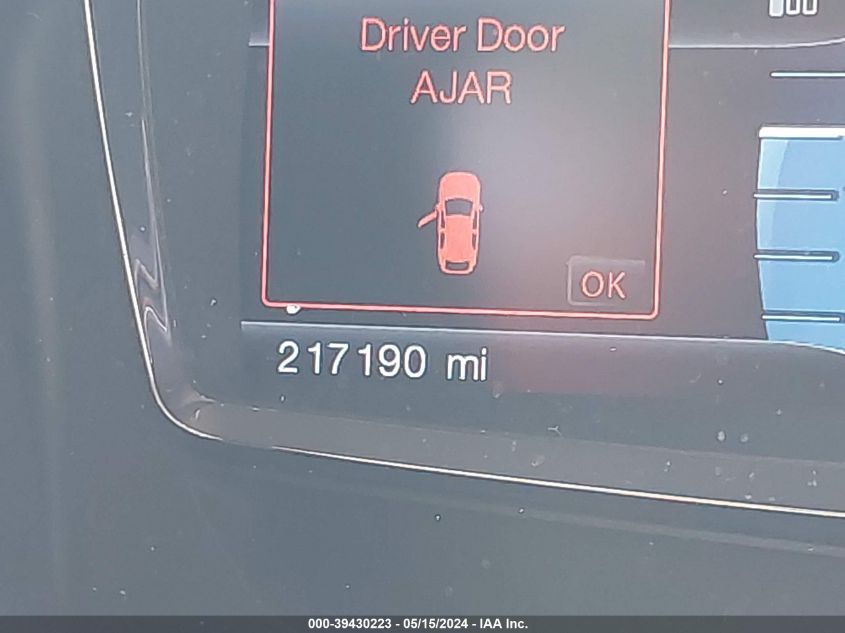 Driver Door
AJAR
OK
217190 mi
000-39430223 - 05/15/2024 - IAA Inc.